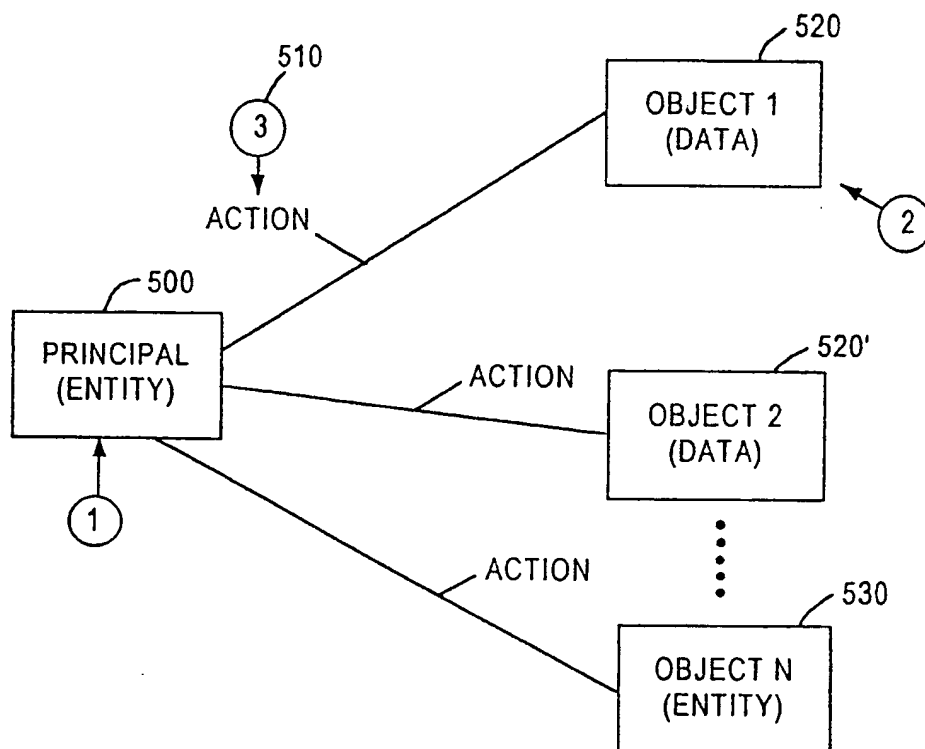 510
520
3
OBJECT 1
(DATA)
ACTION
2
500
PRINCIPAL
(ENTITY)
520'
ACTION
OBJECT 2
(DATA)
1
ACTION
530
OBJECT N
(ENTITY)